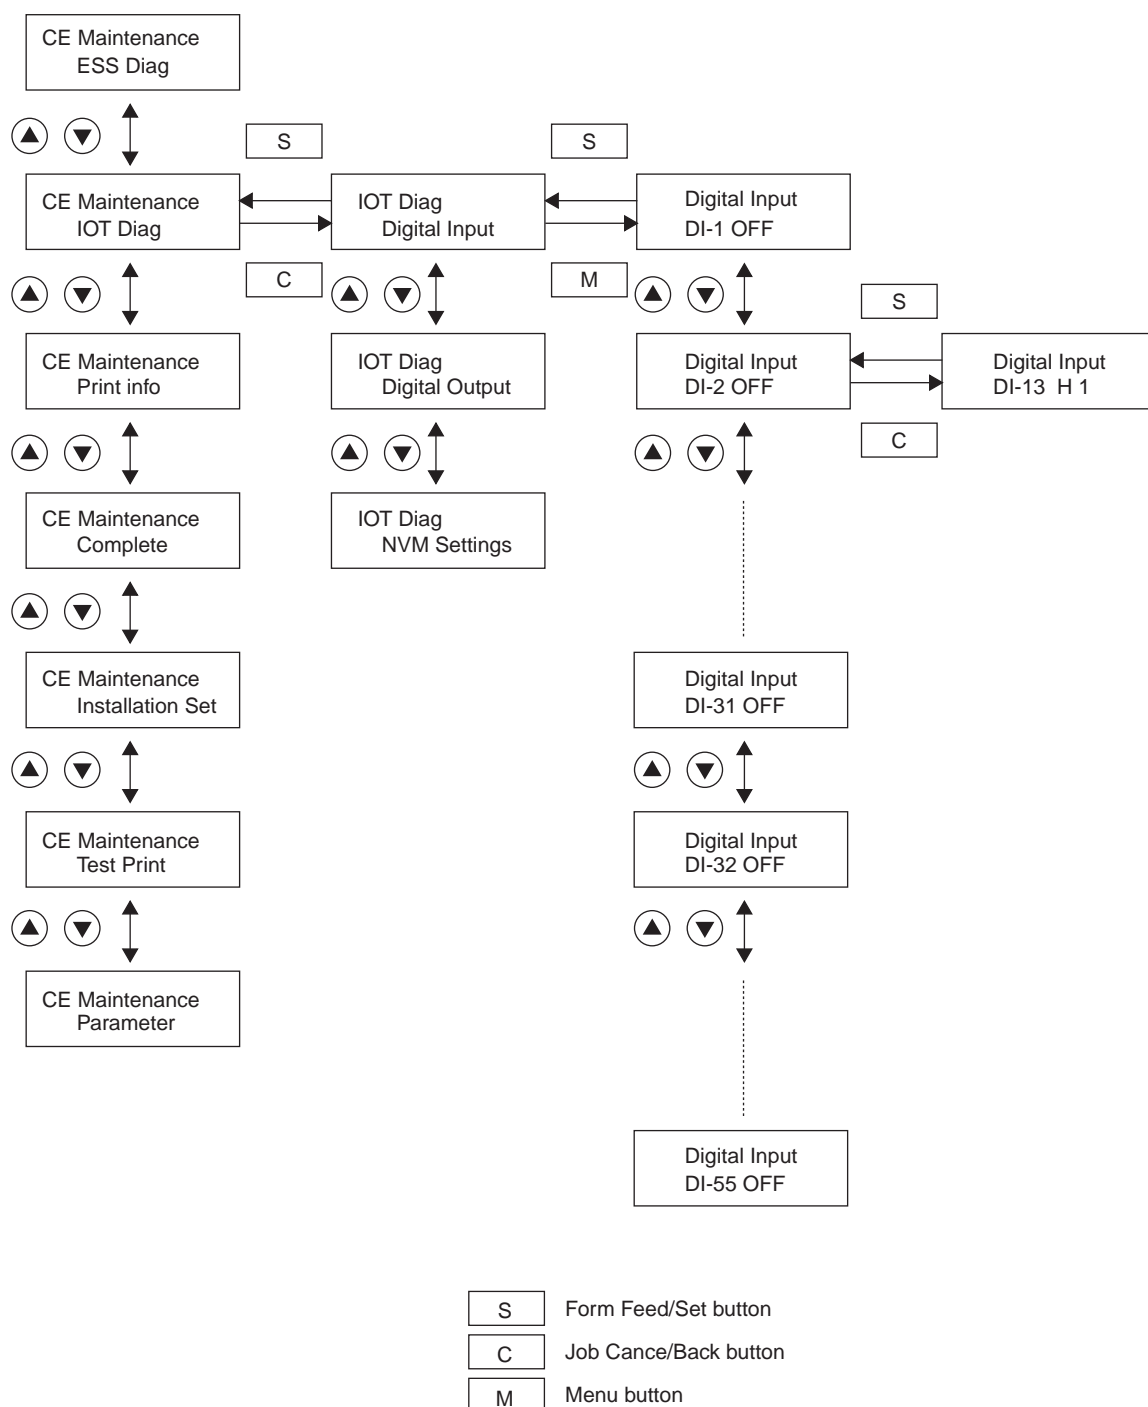 CE Maintenance
ESS Diag
S
S
CE Maintenance
IOT Diag
IOT Diag
Digital Input
Digital Input
DI-1 OFF
C
M
S
CE Maintenance
Print info
IOT Diag
Digital Output
Digital Input
DI-2 OFF
Digital Input
DI-13 H 1
C
CE Maintenance
Complete
IOT Diag
NVM Settings
CE Maintenance
Installation Set
Digital Input
DI-31 OFF
CE Maintenance
Test Print
Digital Input
DI-32 OFF
CE Maintenance
Parameter
Digital Input
DI-55 OFF
S Form Feed/Set button
C Job Cance/Back button
M Menu button